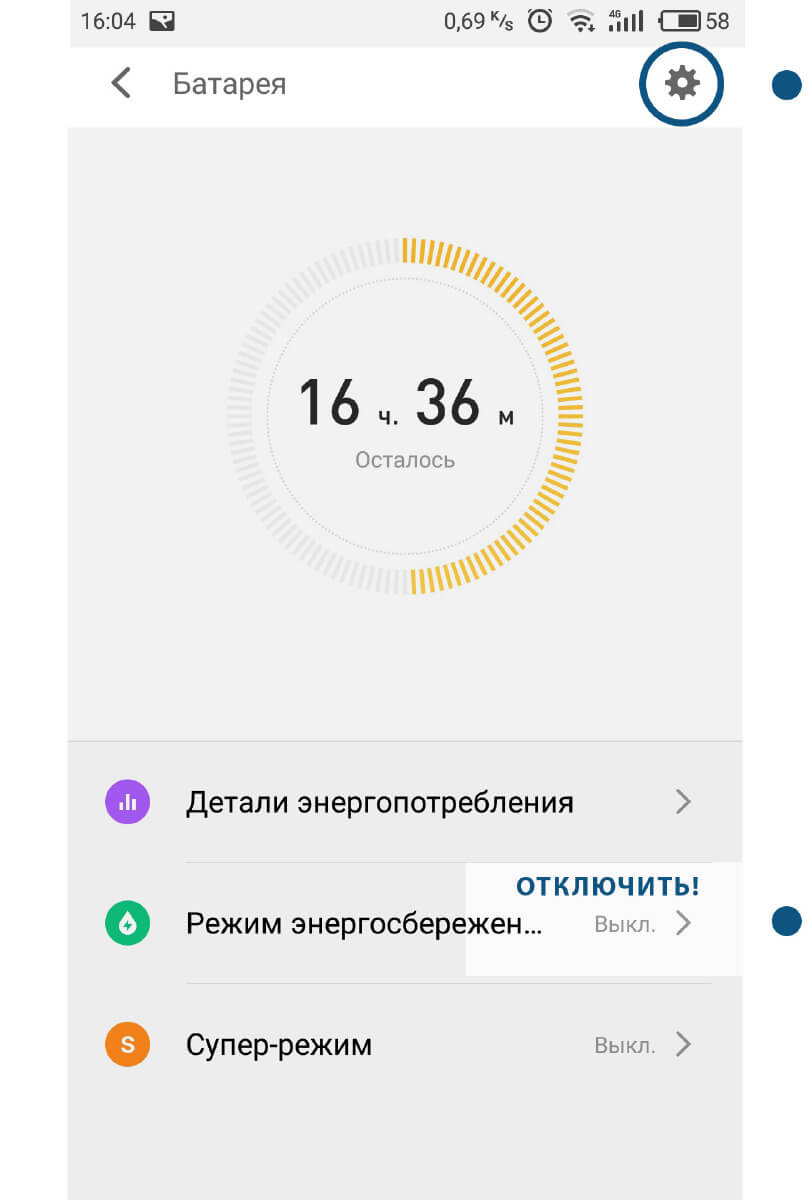 16:04 0,69 K/s 4G 58
Батарея
16 ч. 36 м
Осталось
Детали энергопотребления
ОТКЛЮЧИТЬ!
Режим энергосбережен... Выкл.
S Супер-режим Выкл.